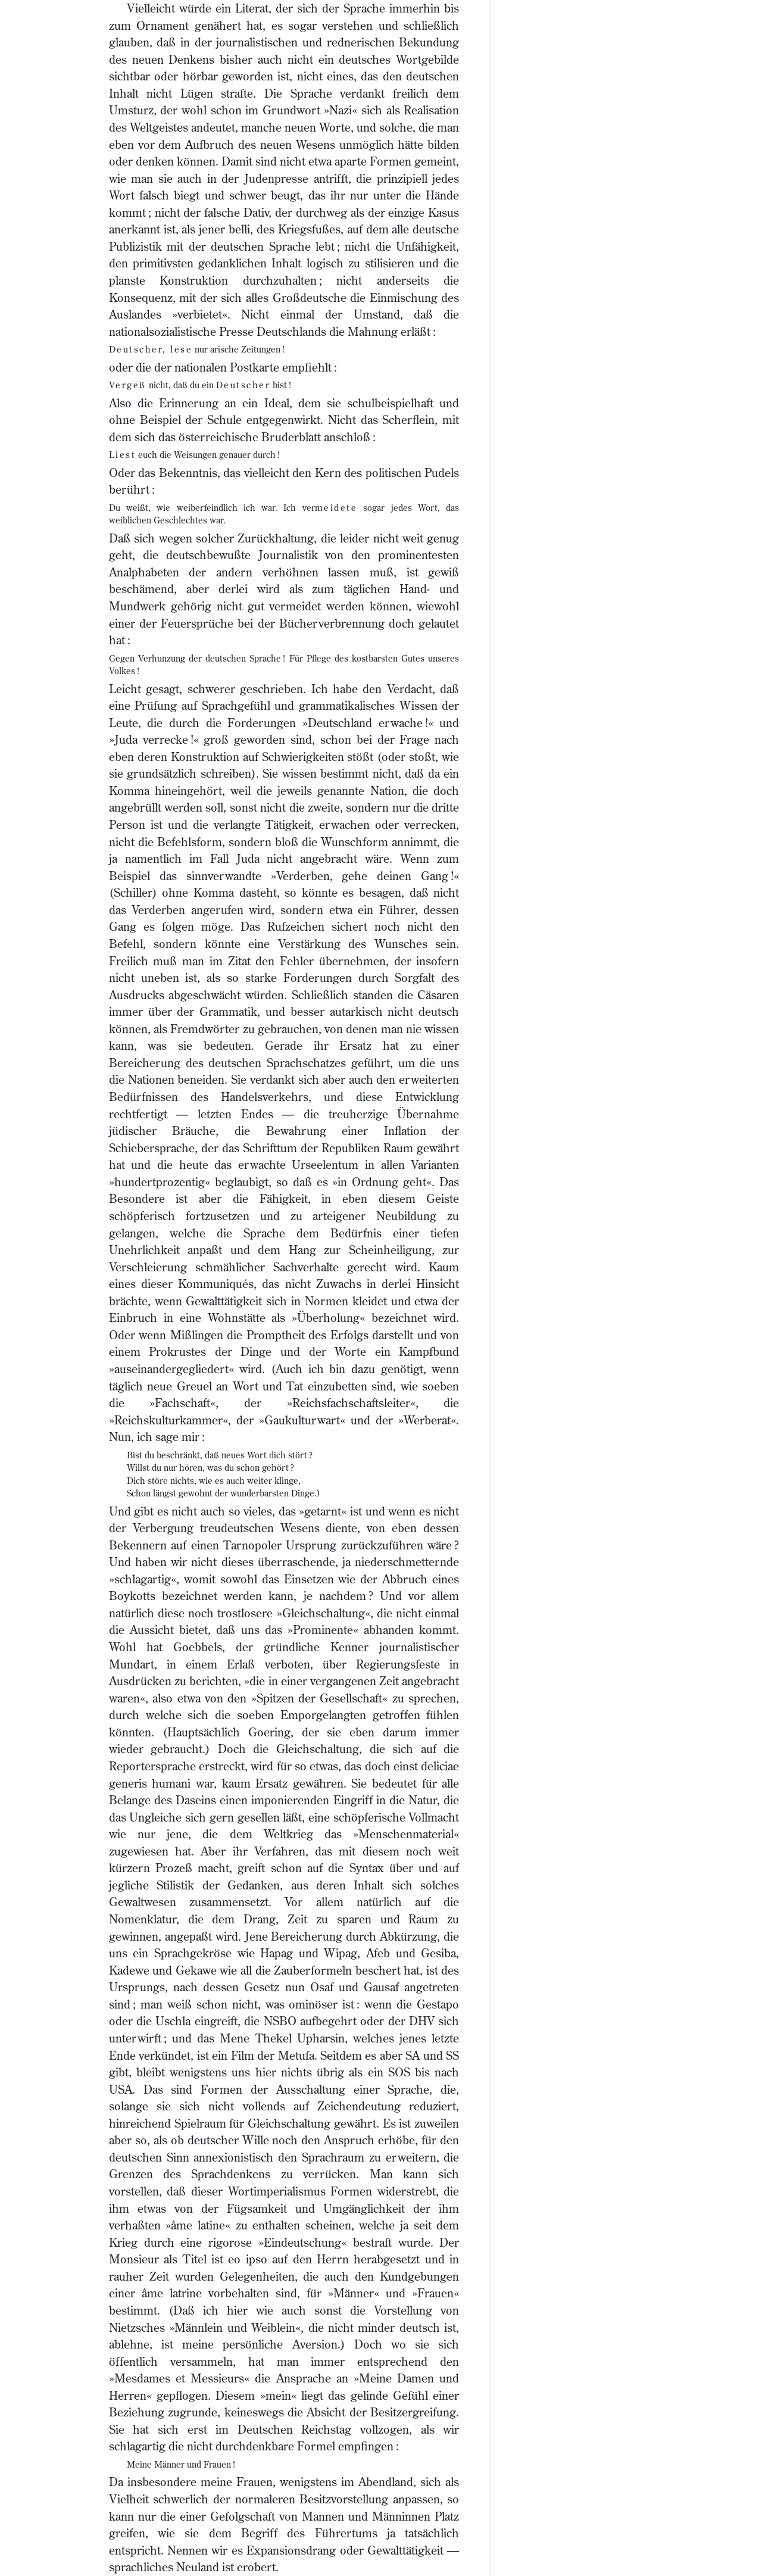 Vielleicht würde ein Literat, der sich der Sprache immerhin bis
zum Ornament genähert hat, es sogar verstehen und schließlich
glauben, daß in der journalistischen und rednerischen Bekundung
des neuen Denkens bisher auch nicht ein deutsches Wortgebilde
sichtbar oder hörbar geworden ist, nicht eines, das den deutschen
Inhalt nicht Lügen strafte. Die Sprache verdankt freilich dem
Umsturz, der wohl schon im Grundwort »Nazi« sich als Realisation
des Weltgeistes andeutet, manche neuen Worte, und solche, die man
eben vor dem Aufbruch des neuen Wesens unmöglich hätte bilden
oder denken können. Damit sind nicht etwa aparte Formen gemeint,
wie man sie auch in der Judenpresse antrifft, die prinzipiell jedes
Wort falsch biegt und schwer beugt, das ihr nur unter die Hände
kommt ; nicht der falsche Dativ, der durchweg als der einzige Kasus
anerkannt ist, als jener belli, des Kriegsfußes, auf dem alle deutsche
Publizistik mit der deutschen Sprache lebt ; nicht die Unfähigkeit,
den primitivsten gedanklichen Inhalt logisch zu stilisieren und die
planste Konstruktion durchzuhalten ; nicht anderseits die
Konsequenz, mit der sich alles Großdeutsche die Einmischung des
Auslandes »verbietet«. Nicht einmal der Umstand, daß die
nationalsozialistische Presse Deutschlands die Mahnung erläßt :
Deutscher, lese nur arische Zeitungen !
oder die der nationalen Postkarte empfiehlt :
Vergeß nicht, daß du ein Deutscher bist !
Also die Erinnerung an ein Ideal, dem sie schulbeispielhaft und
ohne Beispiel der Schule entgegenwirkt. Nicht das Scherflein, mit
dem sich das österreichische Bruderblatt anschloß :
Liest euch die Weisungen genauer durch !
Oder das Bekenntnis, das vielleicht den Kern des politischen Pudels
berührt :
Du weißt, wie weiberfeindlich ich war. Ich vermeidete sogar jedes Wort, das
weiblichen Geschlechtes war.
Daß sich wegen solcher Zurückhaltung, die leider nicht weit genug
geht, die deutschbewußte Journalistik von den prominentesten
Analphabeten der andern verhöhnen lassen muß, ist gewiß
beschämend, aber derlei wird als zum täglichen Hand- und
Mundwerk gehörig nicht gut vermeidet werden können, wiewohl
einer der Feuersprüche bei der Bücherverbrennung doch gelautet
hat :
Gegen Verhunzung der deutschen Sprache ! Für Pflege des kostbarsten Gutes unseres
Volkes !
Leicht gesagt, schwerer geschrieben. Ich habe den Verdacht, daß
eine Prüfung auf Sprachgefühl und grammatikalisches Wissen der
Leute, die durch die Forderungen »Deutschland erwache !« und
»Juda verrecke !« groß geworden sind, schon bei der Frage nach
eben deren Konstruktion auf Schwierigkeiten stößt (oder stoßt, wie
sie grundsätzlich schreiben). Sie wissen bestimmt nicht, daß da ein
Komma hineingehört, weil die jeweils genannte Nation, die doch
angebrüllt werden soll, sonst nicht die zweite, sondern nur die dritte
Person ist und die verlangte Tätigkeit, erwachen oder verrecken,
nicht die Befehlsform, sondern bloß die Wunschform annimmt, die
ja namentlich im Fall Juda nicht angebracht wäre. Wenn zum
Beispiel das sinnverwandte »Verderben, gehe deinen Gang !«
(Schiller) ohne Komma dasteht, so könnte es besagen, daß nicht
das Verderben angerufen wird, sondern etwa ein Führer, dessen
Gang es folgen möge. Das Rufzeichen sichert noch nicht den
Befehl, sondern könnte eine Verstärkung des Wunsches sein.
Freilich muß man im Zitat den Fehler übernehmen, der insofern
nicht uneben ist, als so starke Forderungen durch Sorgfalt des
Ausdrucks abgeschwächt würden. Schließlich standen die Cäsaren
immer über der Grammatik, und besser autarkisch nicht deutsch
können, als Fremdwörter zu gebrauchen, von denen man nie wissen
kann, was sie bedeuten. Gerade ihr Ersatz hat zu einer
Bereicherung des deutschen Sprachschatzes geführt, um die uns
die Nationen beneiden. Sie verdankt sich aber auch den erweiterten
Bedürfnissen des Handelsverkehrs, und diese Entwicklung
rechtfertigt — letzten Endes — die treuherzige Übernahme
jüdischer Bräuche, die Bewahrung einer Inflation der
Schiebersprache, der das Schrifttum der Republiken Raum gewährt
hat und die heute das erwachte Urseelentum in allen Varianten
»hundertprozentig« beglaubigt, so daß es »in Ordnung geht«. Das
Besondere ist aber die Fähigkeit, in eben diesem Geiste
schöpferisch fortzusetzen und zu arteigener Neubildung zu
gelangen, welche die Sprache dem Bedürfnis einer tiefen
Unehrlichkeit anpaßt und dem Hang zur Scheinheiligung, zur
Verschleierung schmählicher Sachverhalte gerecht wird. Kaum
eines dieser Kommuniqués, das nicht Zuwachs in derlei Hinsicht
brächte, wenn Gewalttätigkeit sich in Normen kleidet und etwa der
Einbruch in eine Wohnstätte als »Überholung« bezeichnet wird.
Oder wenn Mißlingen die Promptheit des Erfolgs darstellt und von
einem Prokrustes der Dinge und der Worte ein Kampfbund
»auseinandergegliedert« wird. (Auch ich bin dazu genötigt, wenn
täglich neue Greuel an Wort und Tat einzubetten sind, wie soeben
die »Fachschaft«, der »Reichsfachschaftsleiter«, die
»Reichskulturkammer«, der »Gaukulturwart« und der »Werberat«.
Nun, ich sage mir :
Bist du beschränkt, daß neues Wort dich stört ?
Willst du nur hören, was du schon gehört ?
Dich störe nichts, wie es auch weiter klinge,
Schon längst gewohnt der wunderbarsten Dinge.)
Und gibt es nicht auch so vieles, das »getarnt« ist und wenn es nicht
der Verbergung treudeutschen Wesens diente, von eben dessen
Bekennern auf einen Tarnopoler Ursprung zurückzuführen wäre ?
Und haben wir nicht dieses überraschende, ja niederschmetternde
»schlagartig«, womit sowohl das Einsetzen wie der Abbruch eines
Boykotts bezeichnet werden kann, je nachdem ? Und vor allem
natürlich diese noch trostlosere »Gleichschaltung«, die nicht einmal
die Aussicht bietet, daß uns das »Prominente« abhanden kommt.
Wohl hat Goebbels, der gründliche Kenner journalistischer
Mundart, in einem Erlaß verboten, über Regierungsfeste in
Ausdrücken zu berichten, »die in einer vergangenen Zeit angebracht
waren«, also etwa von den »Spitzen der Gesellschaft« zu sprechen,
durch welche sich die soeben Emporgelangten getroffen fühlen
könnten. (Hauptsächlich Goering, der sie eben darum immer
wieder gebraucht.) Doch die Gleichschaltung, die sich auf die
Reportersprache erstreckt, wird für so etwas, das doch einst deliciae
generis humani war, kaum Ersatz gewähren. Sie bedeutet für alle
Belange des Daseins einen imponierenden Eingriff in die Natur, die
das Ungleiche sich gern gesellen läßt, eine schöpferische Vollmacht
wie nur jene, die dem Weltkrieg das »Menschenmaterial«
zugewiesen hat. Aber ihr Verfahren, das mit diesem noch weit
kürzern Prozeß macht, greift schon auf die Syntax über und auf
jegliche Stilistik der Gedanken, aus deren Inhalt sich solches
Gewaltwesen zusammensetzt. Vor allem natürlich auf die
Nomenklatur, die dem Drang, Zeit zu sparen und Raum zu
gewinnen, angepaßt wird. Jene Bereicherung durch Abkürzung, die
uns ein Sprachgekröse wie Hapag und Wipag, Afeb und Gesiba,
Kadewe und Gekawe wie all die Zauberformeln beschert hat, ist des
Ursprungs, nach dessen Gesetz nun Osaf und Gausaf angetreten
sind ; man weiß schon nicht, was ominöser ist : wenn die Gestapo
oder die Uschla eingreift, die NSBO aufbegehrt oder der DHV sich
unterwirft ; und das Mene Thekel Upharsin, welches jenes letzte
Ende verkündet, ist ein Film der Metufa. Seitdem es aber SA und SS
gibt, bleibt wenigstens uns hier nichts übrig als ein SOS bis nach
USA. Das sind Formen der Ausschaltung einer Sprache, die,
solange sie sich nicht vollends auf Zeichendeutung reduziert,
hinreichend Spielraum für Gleichschaltung gewährt. Es ist zuweilen
aber so, als ob deutscher Wille noch den Anspruch erhöbe, für den
deutschen Sinn annexionistisch den Sprachraum zu erweitern, die
Grenzen des Sprachdenkens zu verrücken. Man kann sich
vorstellen, daß dieser Wortimperialismus Formen widerstrebt, die
ihm etwas von der Fügsamkeit und Umgänglichkeit der ihm
verhaßten »âme latine« zu enthalten scheinen, welche ja seit dem
Krieg durch eine rigorose »Eindeutschung« bestraft wurde. Der
Monsieur als Titel ist eo ipso auf den Herrn herabgesetzt und in
rauher Zeit wurden Gelegenheiten, die auch den Kundgebungen
einer âme latrine vorbehalten sind, für »Männer« und »Frauen«
bestimmt. (Daß ich hier wie auch sonst die Vorstellung von
Nietzsches »Männlein und Weiblein«, die nicht minder deutsch ist,
ablehne, ist meine persönliche Aversion.) Doch wo sie sich
öffentlich versammeln, hat man immer entsprechend den
»Mesdames et Messieurs« die Ansprache an »Meine Damen und
Herren« gepflogen. Diesem »mein« liegt das gelinde Gefühl einer
Beziehung zugrunde, keineswegs die Absicht der Besitzergreifung.
Sie hat sich erst im Deutschen Reichstag vollzogen, als wir
schlagartig die nicht durchdenkbare Formel empfingen :
Meine Männer und Frauen !
Da insbesondere meine Frauen, wenigstens im Abendland, sich als
Vielheit schwerlich der normaleren Besitzvorstellung anpassen, so
kann nur die einer Gefolgschaft von Mannen und Männinnen Platz
greifen, wie sie dem Begriff des Führertums ja tatsächlich
entspricht. Nennen wir es Expansionsdrang oder Gewalttätigkeit —
sprachliches Neuland ist erobert.